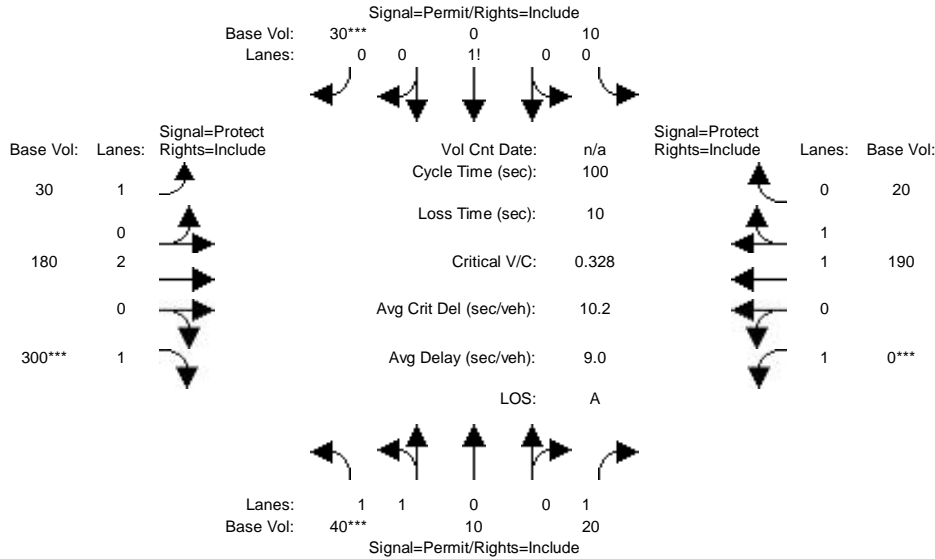 Signal=Permit/Rights=Include
Base Vol: 30*** 0 10
Lanes: 0 0 1! 0 0
Signal=Protect Signal=Protect
Base Vol: Lanes: Rights=Include Vol Cnt Date: n/a Rights=Include Lanes: Base Vol:
Cycle Time (sec): 100
30 1 0 20
Loss Time (sec): 10
0 1
180 2 Critical V/C: 0.328 1 190
0 Avg Crit Del (sec/veh): 10.2 0
300*** 1 Avg Delay (sec/veh): 9.0 1 0***
LOS: A
Lanes: 1 1 0 0 1
Base Vol: 40*** 10 20
Signal=Permit/Rights=Include